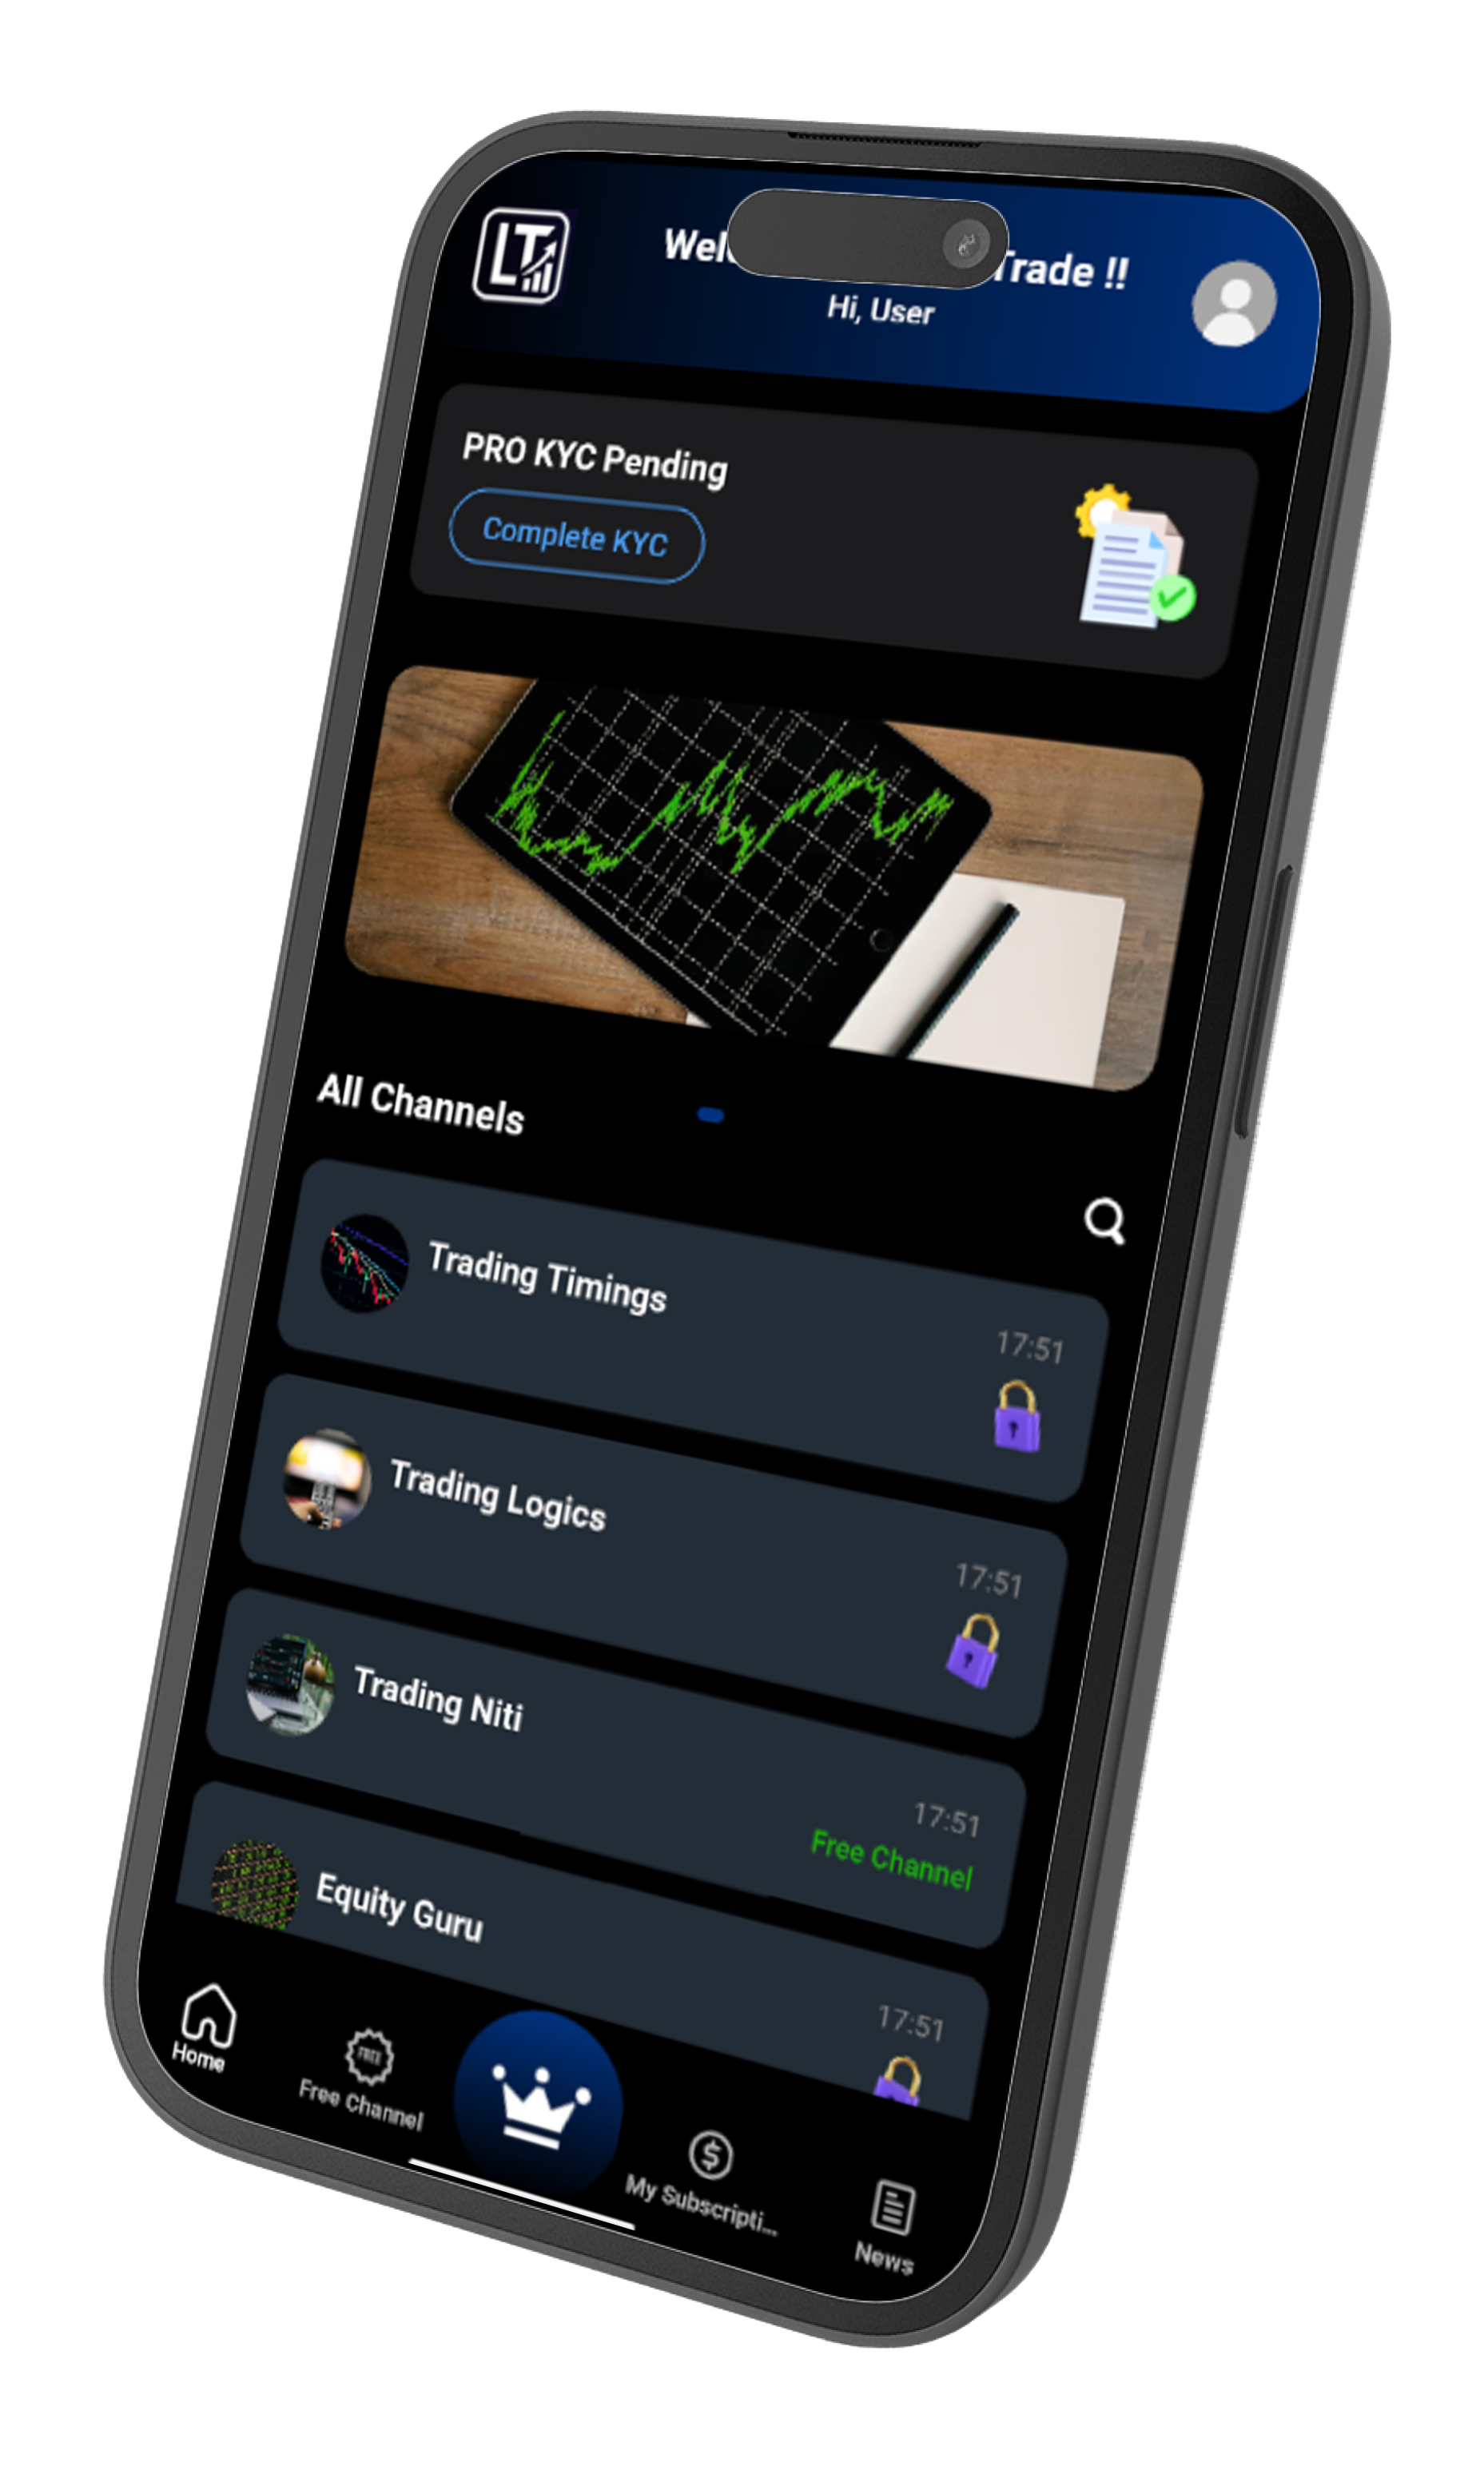 LT
Wel Trade !!
Hi, User
PRO KYC Pending
Complete KYC
All Channels
Trading Timings
17:51
Trading Logics
17:51
Trading Niti
17:51
Free Channel
Equity Guru
17:51
Home
FREE
Free Channel
My Subscripti...
News